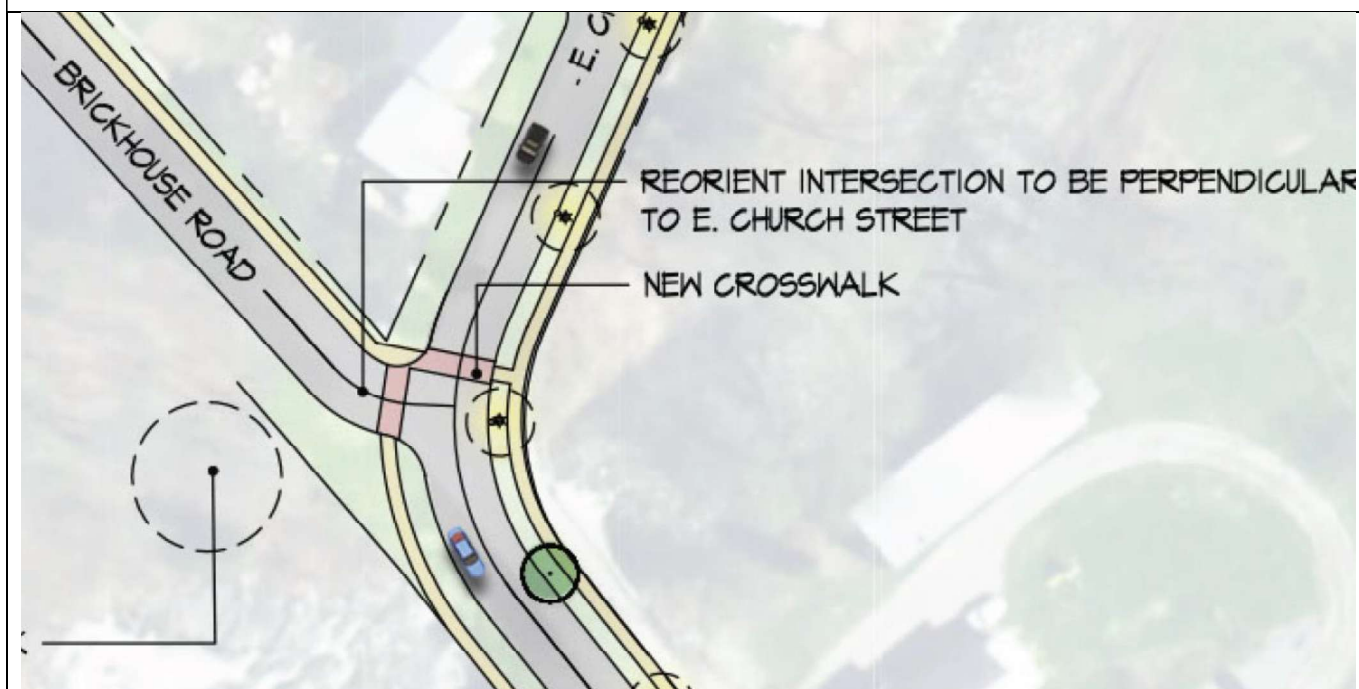 - E. C
BRICKHOUSE ROAD
REORIENT INTERSECTION TO BE PERPENDICULAR
TO E. CHURCH STREET
NEW CROSSWALK